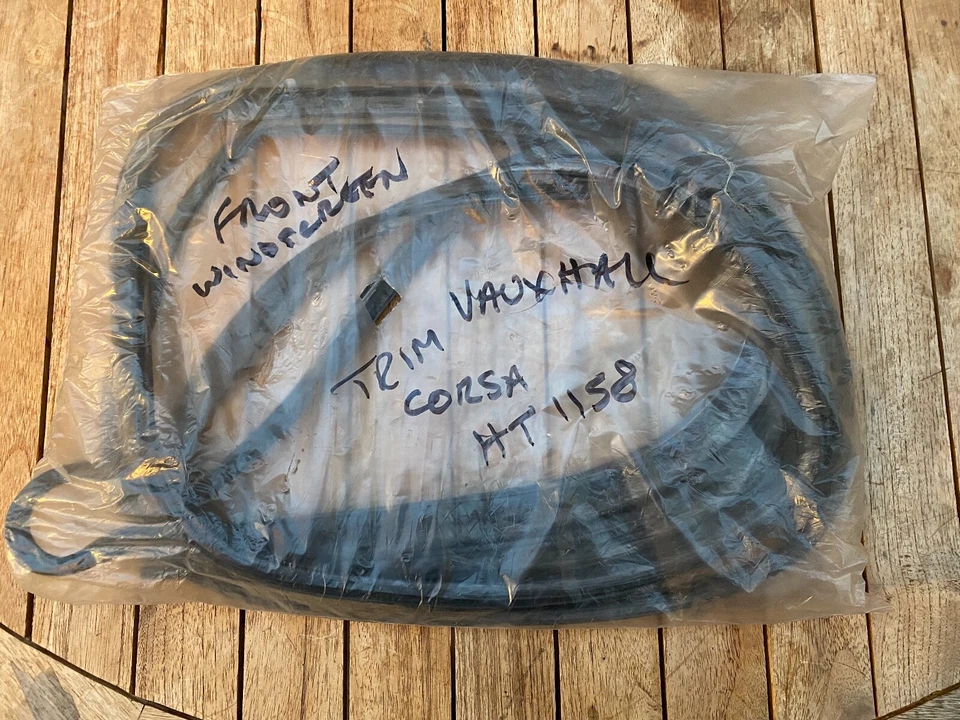 FRONT
WINDSCREEN
TRIM VAUXHALL
CORSA
HT 1158